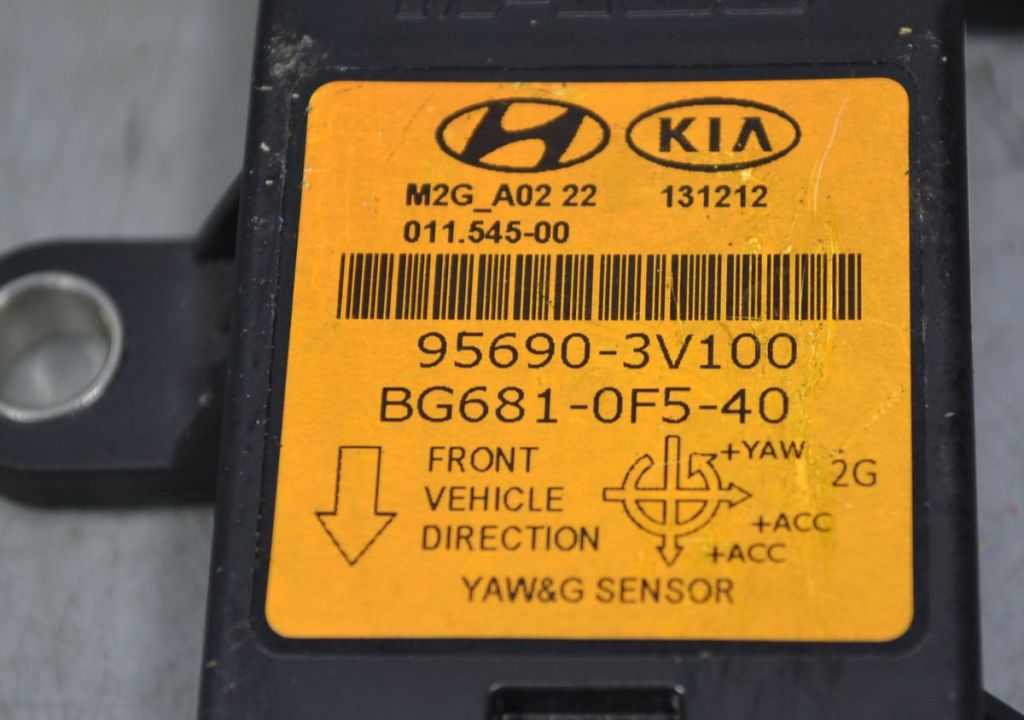 KIA
M2G_A02 22 131212
011.545-00
95690-3V100
BG681-0F5-40
FRONT
VEHICLE
DIRECTION
+YAW
2G
+ACC
+ACC
YAW&G SENSOR